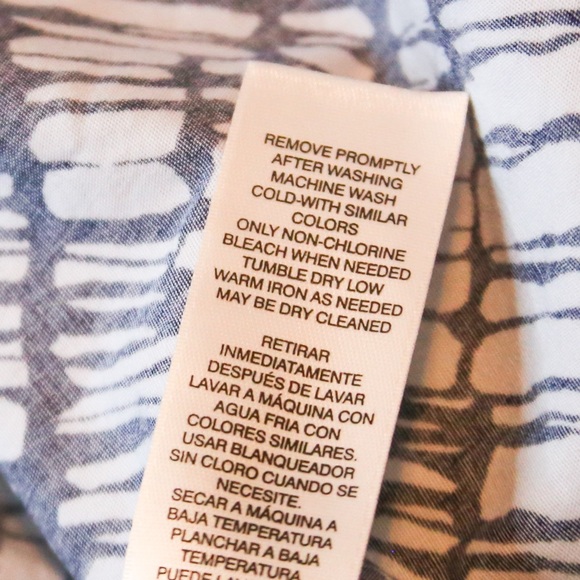 REMOVE PROMPTLY
AFTER WASHING
MACHINE WASH
COLD-WITH SIMILAR
COLORS
ONLY NON-CHLORINE
BLEACH WHEN NEEDED
TUMBLE DRY LOW
WARM IRON AS NEEDED
MAY BE DRY CLEANED
RETIRAR
INMEDIATAMENTE
DESPUÉS DE LAVAR
LAVAR A MÁQUINA CON
AGUA FRIA CON
COLORES SIMILARES.
USAR BLANQUEADOR
SIN CLORO CUANDO SE
NECESITE.
SECAR A MÁQUINA A
BAJA TEMPERATURA
PLANCHAR A BAJA
TEMPERATURA.
PUEDE